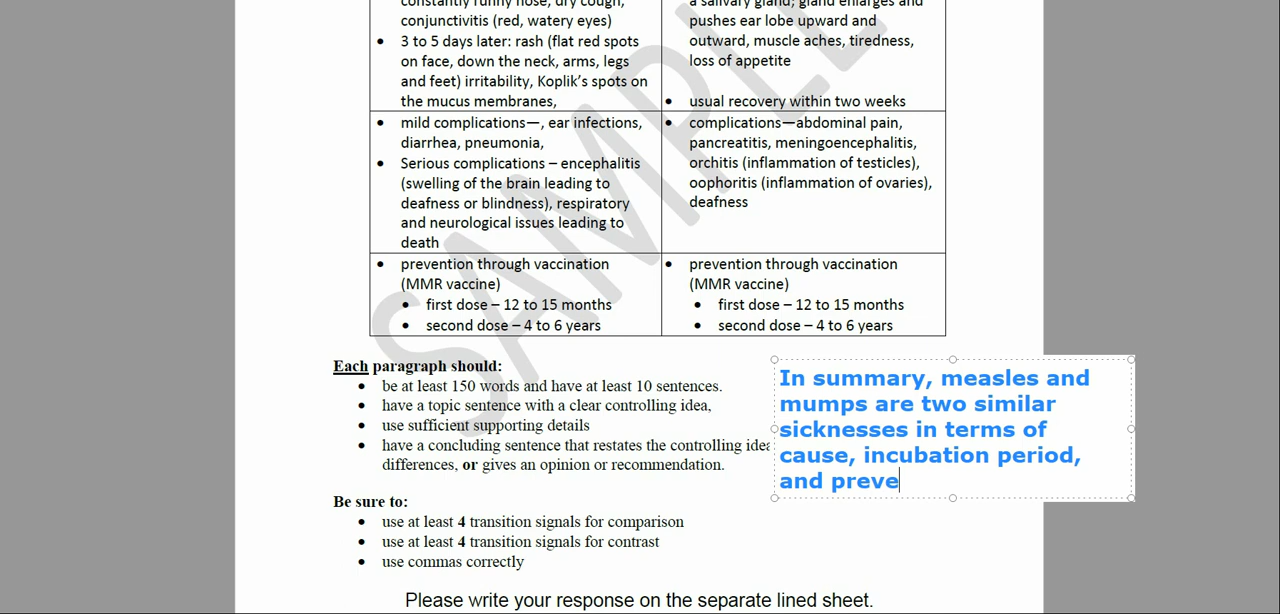 constantly runny nose, dry cough,
conjunctivitis (red, watery eyes)
• 3 to 5 days later: rash (flat red spots
on face, down the neck, arms, legs
and feet) irritability, Koplik's spots on
the mucus membranes,
a salivary gland; gland enlarges and
pushes ear lobe upward and
outward, muscle aches, tiredness,
loss of appetite
• usual recovery within two weeks
• mild complications—, ear infections,
diarrhea, pneumonia,
• Serious complications – encephalitis
(swelling of the brain leading to
deafness or blindness), respiratory
and neurological issues leading to
death
• complications—abdominal pain,
pancreatitis, meningoencephalitis,
orchitis (inflammation of testicles),
oophoritis (inflammation of ovaries),
deafness
• prevention through vaccination
(MMR vaccine)
• first dose – 12 to 15 months
• second dose – 4 to 6 years
• prevention through vaccination
(MMR vaccine)
• first dose – 12 to 15 months
• second dose – 4 to 6 years
SAMPLE
Each paragraph should:
• be at least 150 words and have at least 10 sentences.
• have a topic sentence with a clear controlling idea,
• use sufficient supporting details
• have a concluding sentence that restates the controlling idea
differences, or gives an opinion or recommendation.
In summary, measles and
mumps are two similar
sicknesses in terms of
cause, incubation period,
and preve
Be sure to:
• use at least 4 transition signals for comparison
• use at least 4 transition signals for contrast
• use commas correctly
Please write your response on the separate lined sheet.